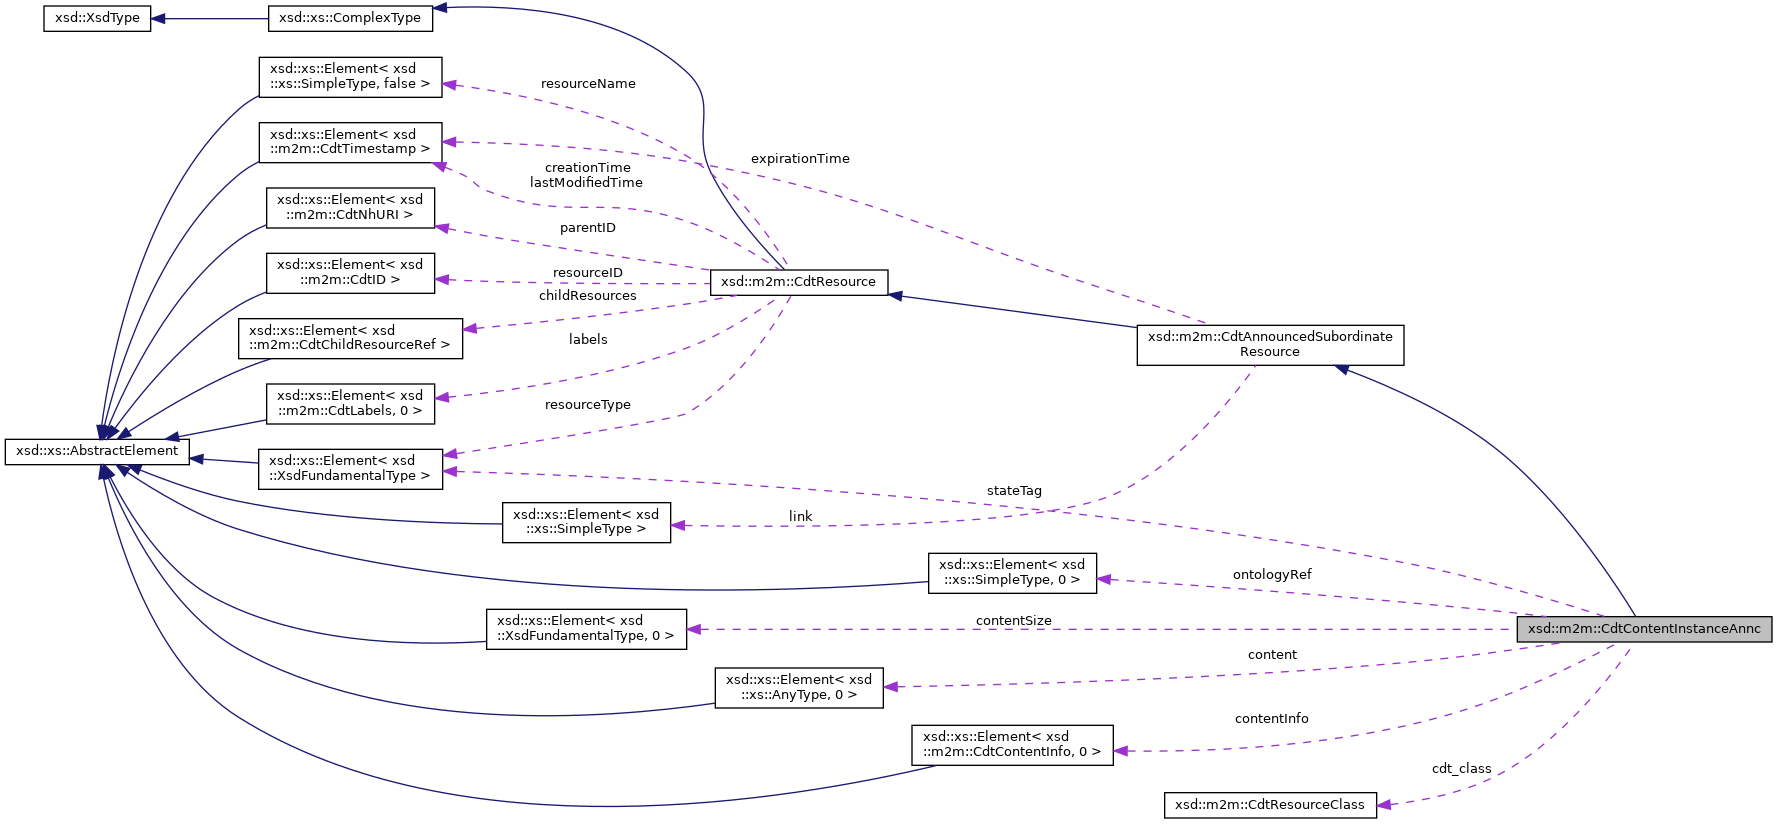 xsd::XsdType
xsd::xs::ComplexType
xsd::xs::Element< xsd
::xs::SimpleType, false >
resourceName
xsd::xs::Element< xsd
::m2m::CdtTimestamp >
expirationTime
creationTime
lastModifiedTime
xsd::xs::Element< xsd
::m2m::CdtNhURI >
parentID
xsd::xs::Element< xsd
::m2m::CdtID >
resourceID
xsd::m2m::CdtResource
childResources
xsd::xs::Element< xsd
::m2m::CdtChildResourceRef >
labels
xsd::m2m::CdtAnnouncedSubordinate
Resource
xsd::xs::Element< xsd
::m2m::CdtLabels, 0 >
resourceType
xsd::xs::AbstractElement
xsd::xs::Element< xsd
::XsdFundamentalType >
stateTag
xsd::xs::Element< xsd
::xs::SimpleType >
link
xsd::xs::Element< xsd
::xs::SimpleType, 0 >
ontologyRef
xsd::xs::Element< xsd
::XsdFundamentalType, 0 >
contentSize
xsd::m2m::CdtContentInstanceAnnc
content
xsd::xs::Element< xsd
::xs::AnyType, 0 >
contentInfo
xsd::xs::Element< xsd
::m2m::CdtContentInfo, 0 >
cdt_class
xsd::m2m::CdtResourceClass